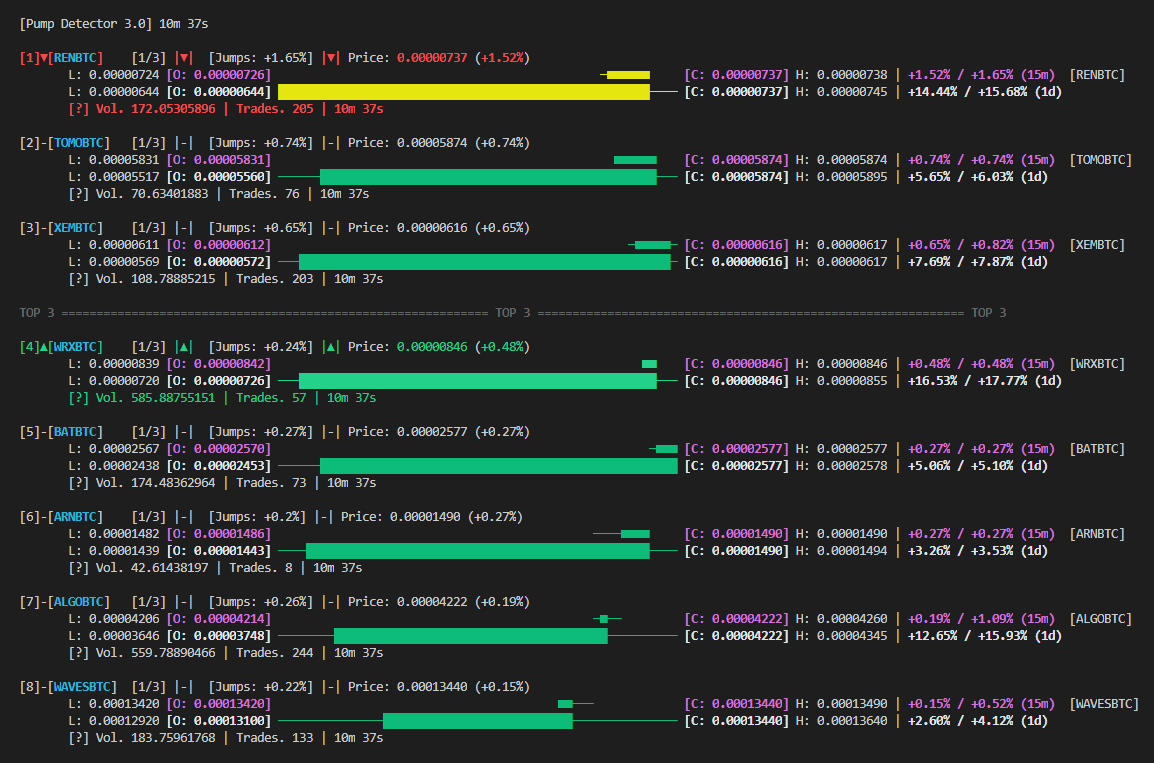 [Pump Detector 3.0] 10m 37s
[1]▼[RENBTC] [1/3] |▼| [Jumps: +1.65%] |▼| Price: 0.00000737 (+1.52%)
L: 0.00000724 [O: 0.00000726] [C: 0.00000737] H: 0.00000738 | +1.52% / +1.65% (15m) [RENBTC]
L: 0.00000644 [O: 0.00000644] [C: 0.00000737] H: 0.00000745 | +14.44% / +15.68% (1d)
[?] Vol. 172.05305896 | Trades. 205 | 10m 37s
[2]-[TOMOBTC] [1/3] |-| [Jumps: +0.74%] |-| Price: 0.00005874 (+0.74%)
L: 0.00005831 [O: 0.00005831] [C: 0.00005874] H: 0.00005874 | +0.74% / +0.74% (15m) [TOMOBTC]
L: 0.00005517 [O: 0.00005560] [C: 0.00005874] H: 0.00005895 | +5.65% / +6.03% (1d)
[?] Vol. 70.63401883 | Trades. 76 | 10m 37s
[3]-[XEMBTC] [1/3] |-| [Jumps: +0.65%] |-| Price: 0.00000616 (+0.65%)
L: 0.00000611 [O: 0.00000612] [C: 0.00000616] H: 0.00000617 | +0.65% / +0.82% (15m) [XEMBTC]
L: 0.00000569 [O: 0.00000572] [C: 0.00000616] H: 0.00000617 | +7.69% / +7.87% (1d)
[?] Vol. 108.78885215 | Trades. 203 | 10m 37s
TOP 3 ============================================================= TOP 3 ============================================================= TOP 3
[4]▲[WRXBTC] [1/3] |▲| [Jumps: +0.24%] |▲| Price: 0.00000846 (+0.48%)
L: 0.00000839 [O: 0.00000842] [C: 0.00000846] H: 0.00000846 | +0.48% / +0.48% (15m) [WRXBTC]
L: 0.00000720 [O: 0.00000726] [C: 0.00000846] H: 0.00000855 | +16.53% / +17.77% (1d)
[?] Vol. 585.88755151 | Trades. 57 | 10m 37s
[5]-[BATBTC] [1/3] |-| [Jumps: +0.27%] |-| Price: 0.00002577 (+0.27%)
L: 0.00002567 [O: 0.00002570] [C: 0.00002577] H: 0.00002577 | +0.27% / +0.27% (15m) [BATBTC]
L: 0.00002438 [O: 0.00002453] [C: 0.00002577] H: 0.00002578 | +5.06% / +5.10% (1d)
[?] Vol. 174.48362964 | Trades. 73 | 10m 37s
[6]-[ARNBTC] [1/3] |-| [Jumps: +0.2%] |-| Price: 0.00001490 (+0.27%)
L: 0.00001482 [O: 0.00001486] [C: 0.00001490] H: 0.00001490 | +0.27% / +0.27% (15m) [ARNBTC]
L: 0.00001439 [O: 0.00001443] [C: 0.00001490] H: 0.00001494 | +3.26% / +3.53% (1d)
[?] Vol. 42.61438197 | Trades. 8 | 10m 37s
[7]-[ALGOBTC] [1/3] |-| [Jumps: +0.26%] |-| Price: 0.00004222 (+0.19%)
L: 0.00004206 [O: 0.00004214] [C: 0.00004222] H: 0.00004260 | +0.19% / +1.09% (15m) [ALGOBTC]
L: 0.00003646 [O: 0.00003748] [C: 0.00004222] H: 0.00004345 | +12.65% / +15.93% (1d)
[?] Vol. 559.78890466 | Trades. 244 | 10m 37s
[8]-[WAVESBTC] [1/3] |-| [Jumps: +0.22%] |-| Price: 0.00013440 (+0.15%)
L: 0.00013420 [O: 0.00013420] [C: 0.00013440] H: 0.00013490 | +0.15% / +0.52% (15m) [WAVESBTC]
L: 0.00012920 [O: 0.00013100] [C: 0.00013440] H: 0.00013640 | +2.60% / +4.12% (1d)
[?] Vol. 183.75961768 | Trades. 133 | 10m 37s